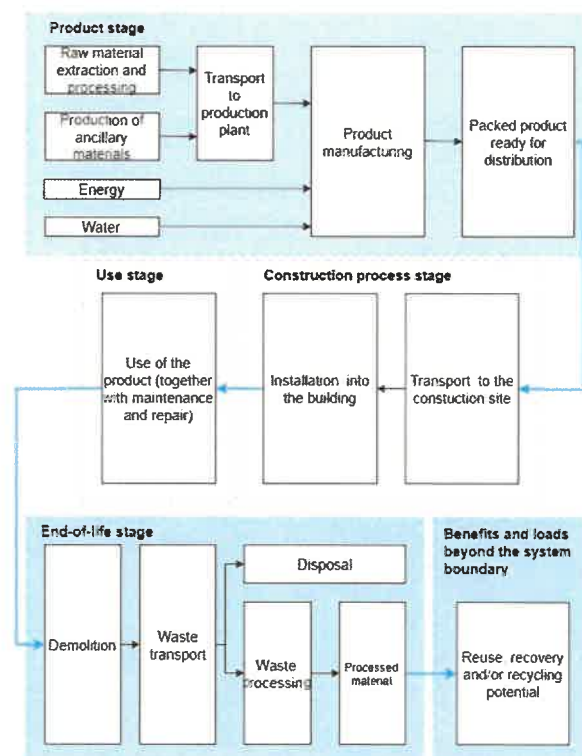 Product stage
Raw material
extraction and
processing
Transport
to
production
plant
Production of
ancillary
materials
Energy
Water
Product
manufacturing
Packed product
ready for
distribution
Use stage
Construction process stage
Use of the
product (together
with maintenance
and repair)
Installation into
the building
Transport to the
constuction site
End-of-life stage
Benefits and loads
beyond the system
boundary
Demolition
Waste
transport
Disposal
Waste
processing
Processed
material
Reuse, recovery
and/or recycling
potential